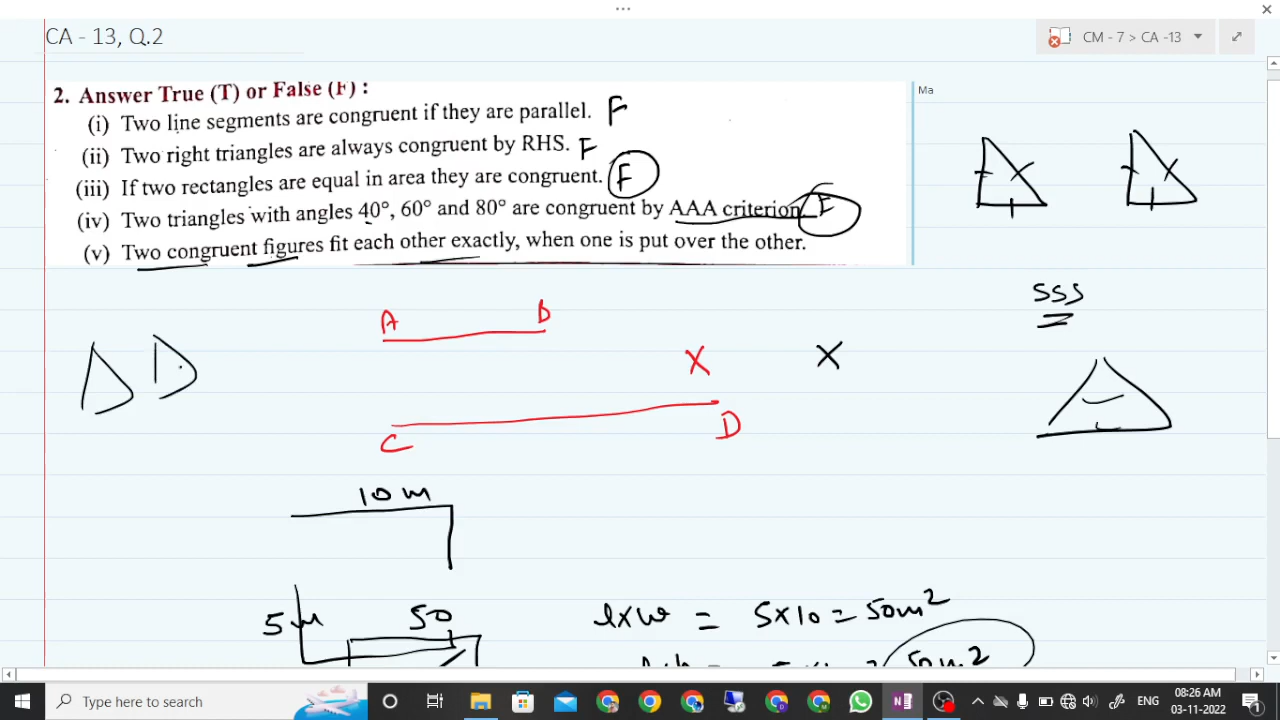 CA - 13, Q.2
CM - 7 > CA -13
2. Answer True (T) or False (F) :
(i) Two line segments are congruent if they are parallel. F
(ii) Two right triangles are always congruent by RHS. F
(iii) If two rectangles are equal in area they are congruent. F
(iv) Two triangles with angles 40°, 60° and 80° are congruent by AAA criterion F
(v) Two congruent figures fit each other exactly, when one is put over the other.
Ma
SSS
A B
X X
C D
10 m
5 m 50
l×w = 5×10 = 50m²
50m²
Type here to search
ENG
08:26 AM
03-11-2022
1